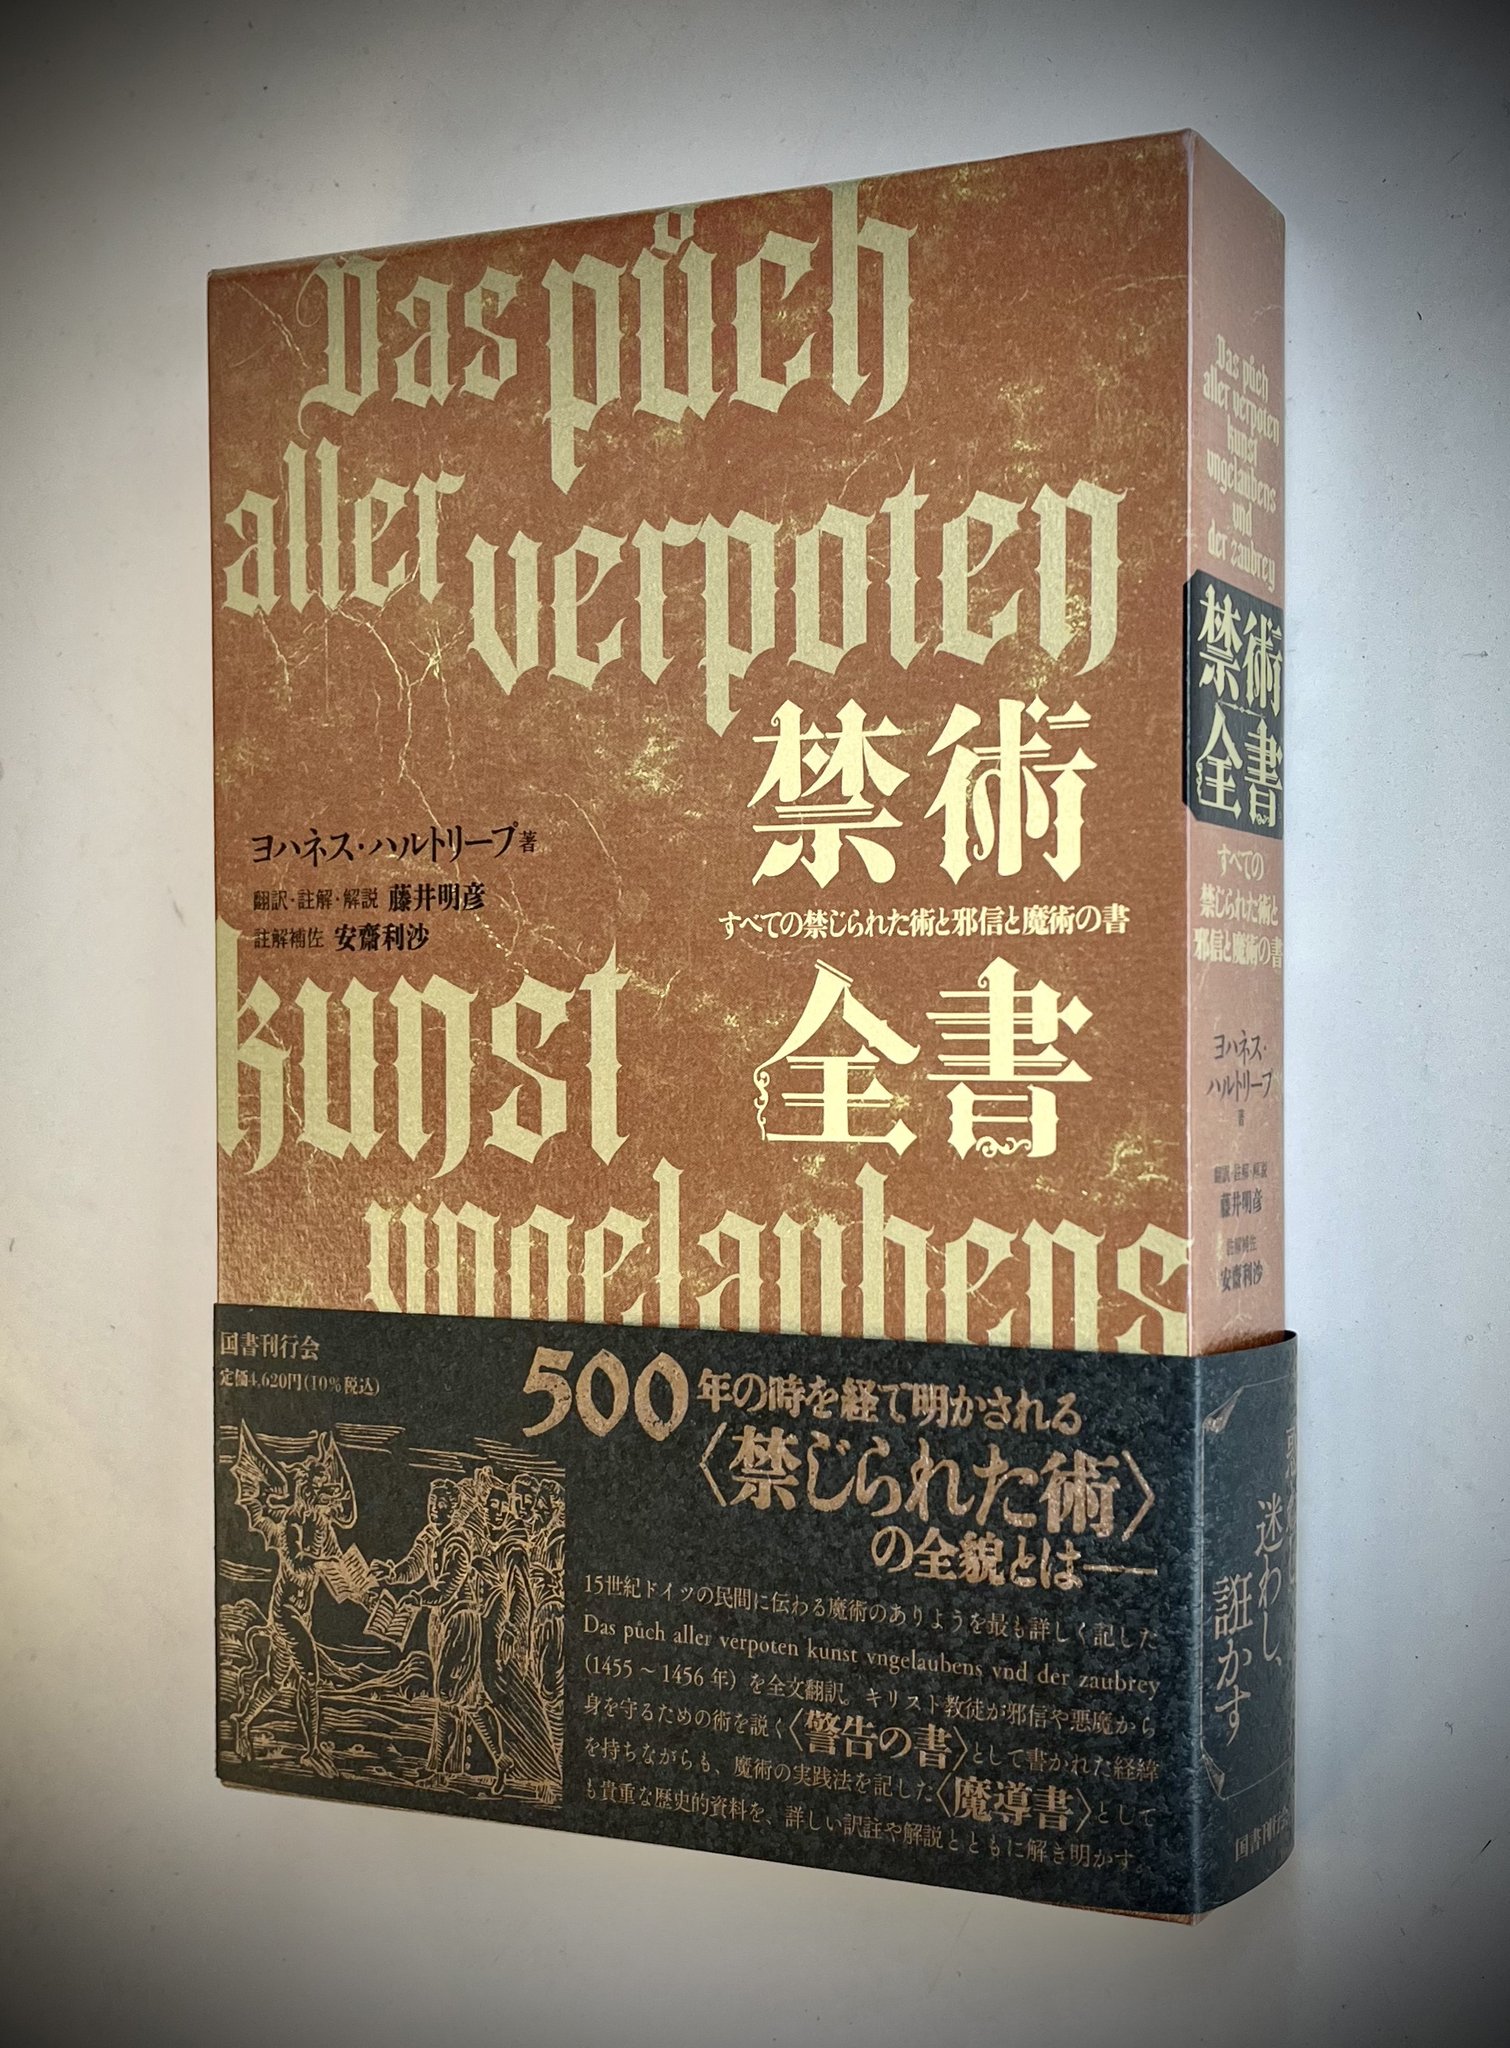 Das půch
aller verpoten
禁術
すべての禁じられた術と邪信と魔術の書
全書
ヨハネス・ハルトリープ 著
翻訳・註解・解説 藤井明彦
註解補佐 安齋利沙
kunst
vngelaubens
国書刊行会
定価4,620円(10%税込)
500年の時を経て明かされる
〈禁じられた術〉
の全貌とは──
15世紀ドイツの民間に伝わる魔術のありようを最も詳しく記した
Das půch aller verpoten kunst vngelaubens vnd der zaubrey
(1455〜1456年)を全文翻訳。キリスト教徒が邪信や悪魔から
身を守るための術を説く〈警告の書〉として書かれた経緯
を持ちながらも、魔術の実践法を記した〈魔導書〉として
も貴重な歴史的資料を、詳しい訳註や解説とともに解き明かす。
Das půch
aller verpoten
kunst
vngelaubens
vnd
der zaubrey
禁術
全書
すべての
禁じられた術と
邪信と魔術の書
ヨハネス・
ハルトリープ
著
翻訳・註解・解説
藤井明彦
註解補佐
安齋利沙
迷わし、
誑かす
国書刊行会